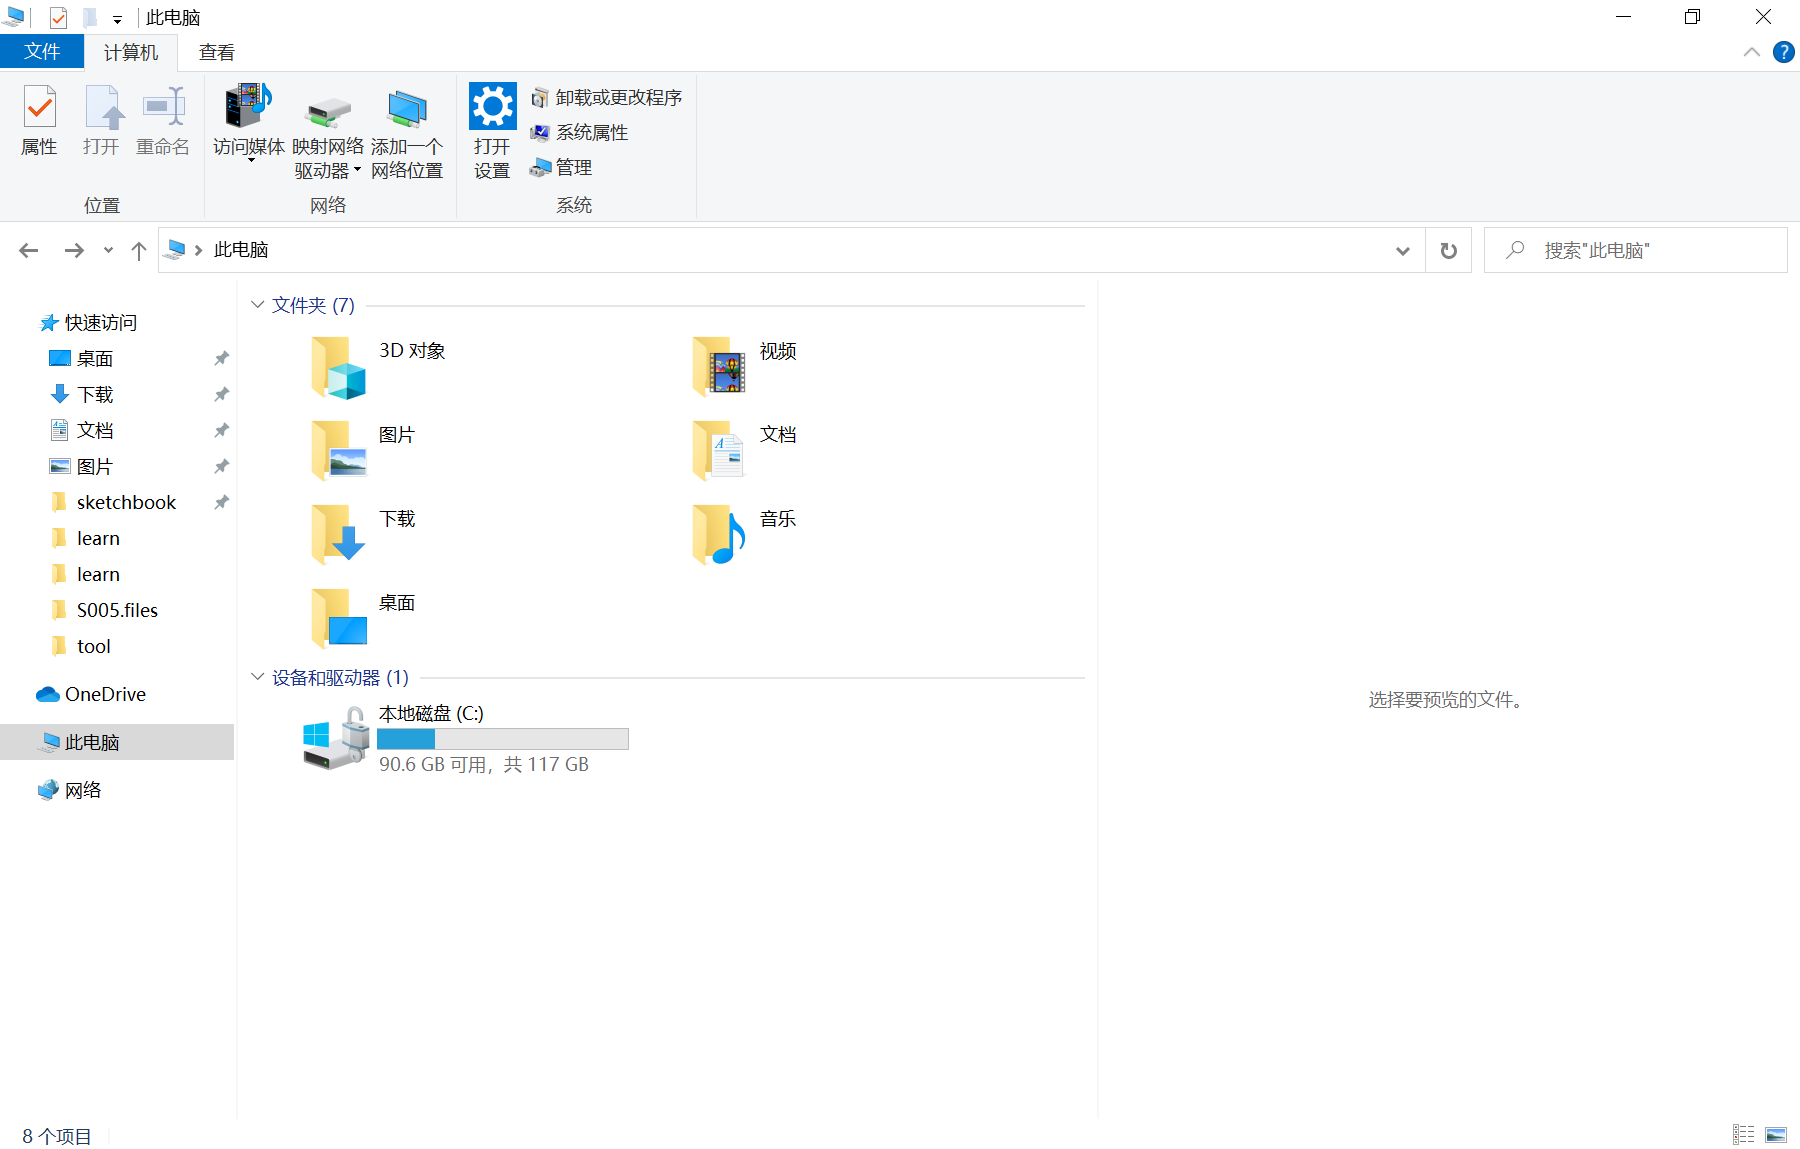 此电脑
文件 计算机 查看
属性 打开 重命名 访问媒体 映射网络驱动器 添加一个网络位置 打开设置 卸载或更改程序
系统属性
管理
位置 网络 系统
此电脑 搜索"此电脑"
快速访问
桌面
下载
文档
图片
sketchbook
learn
learn
S005.files
tool
OneDrive
此电脑
网络
文件夹 (7)
3D 对象 视频
图片 文档
下载 音乐
桌面
设备和驱动器 (1)
本地磁盘 (C:)
90.6 GB 可用，共 117 GB
选择要预览的文件。
8 个项目